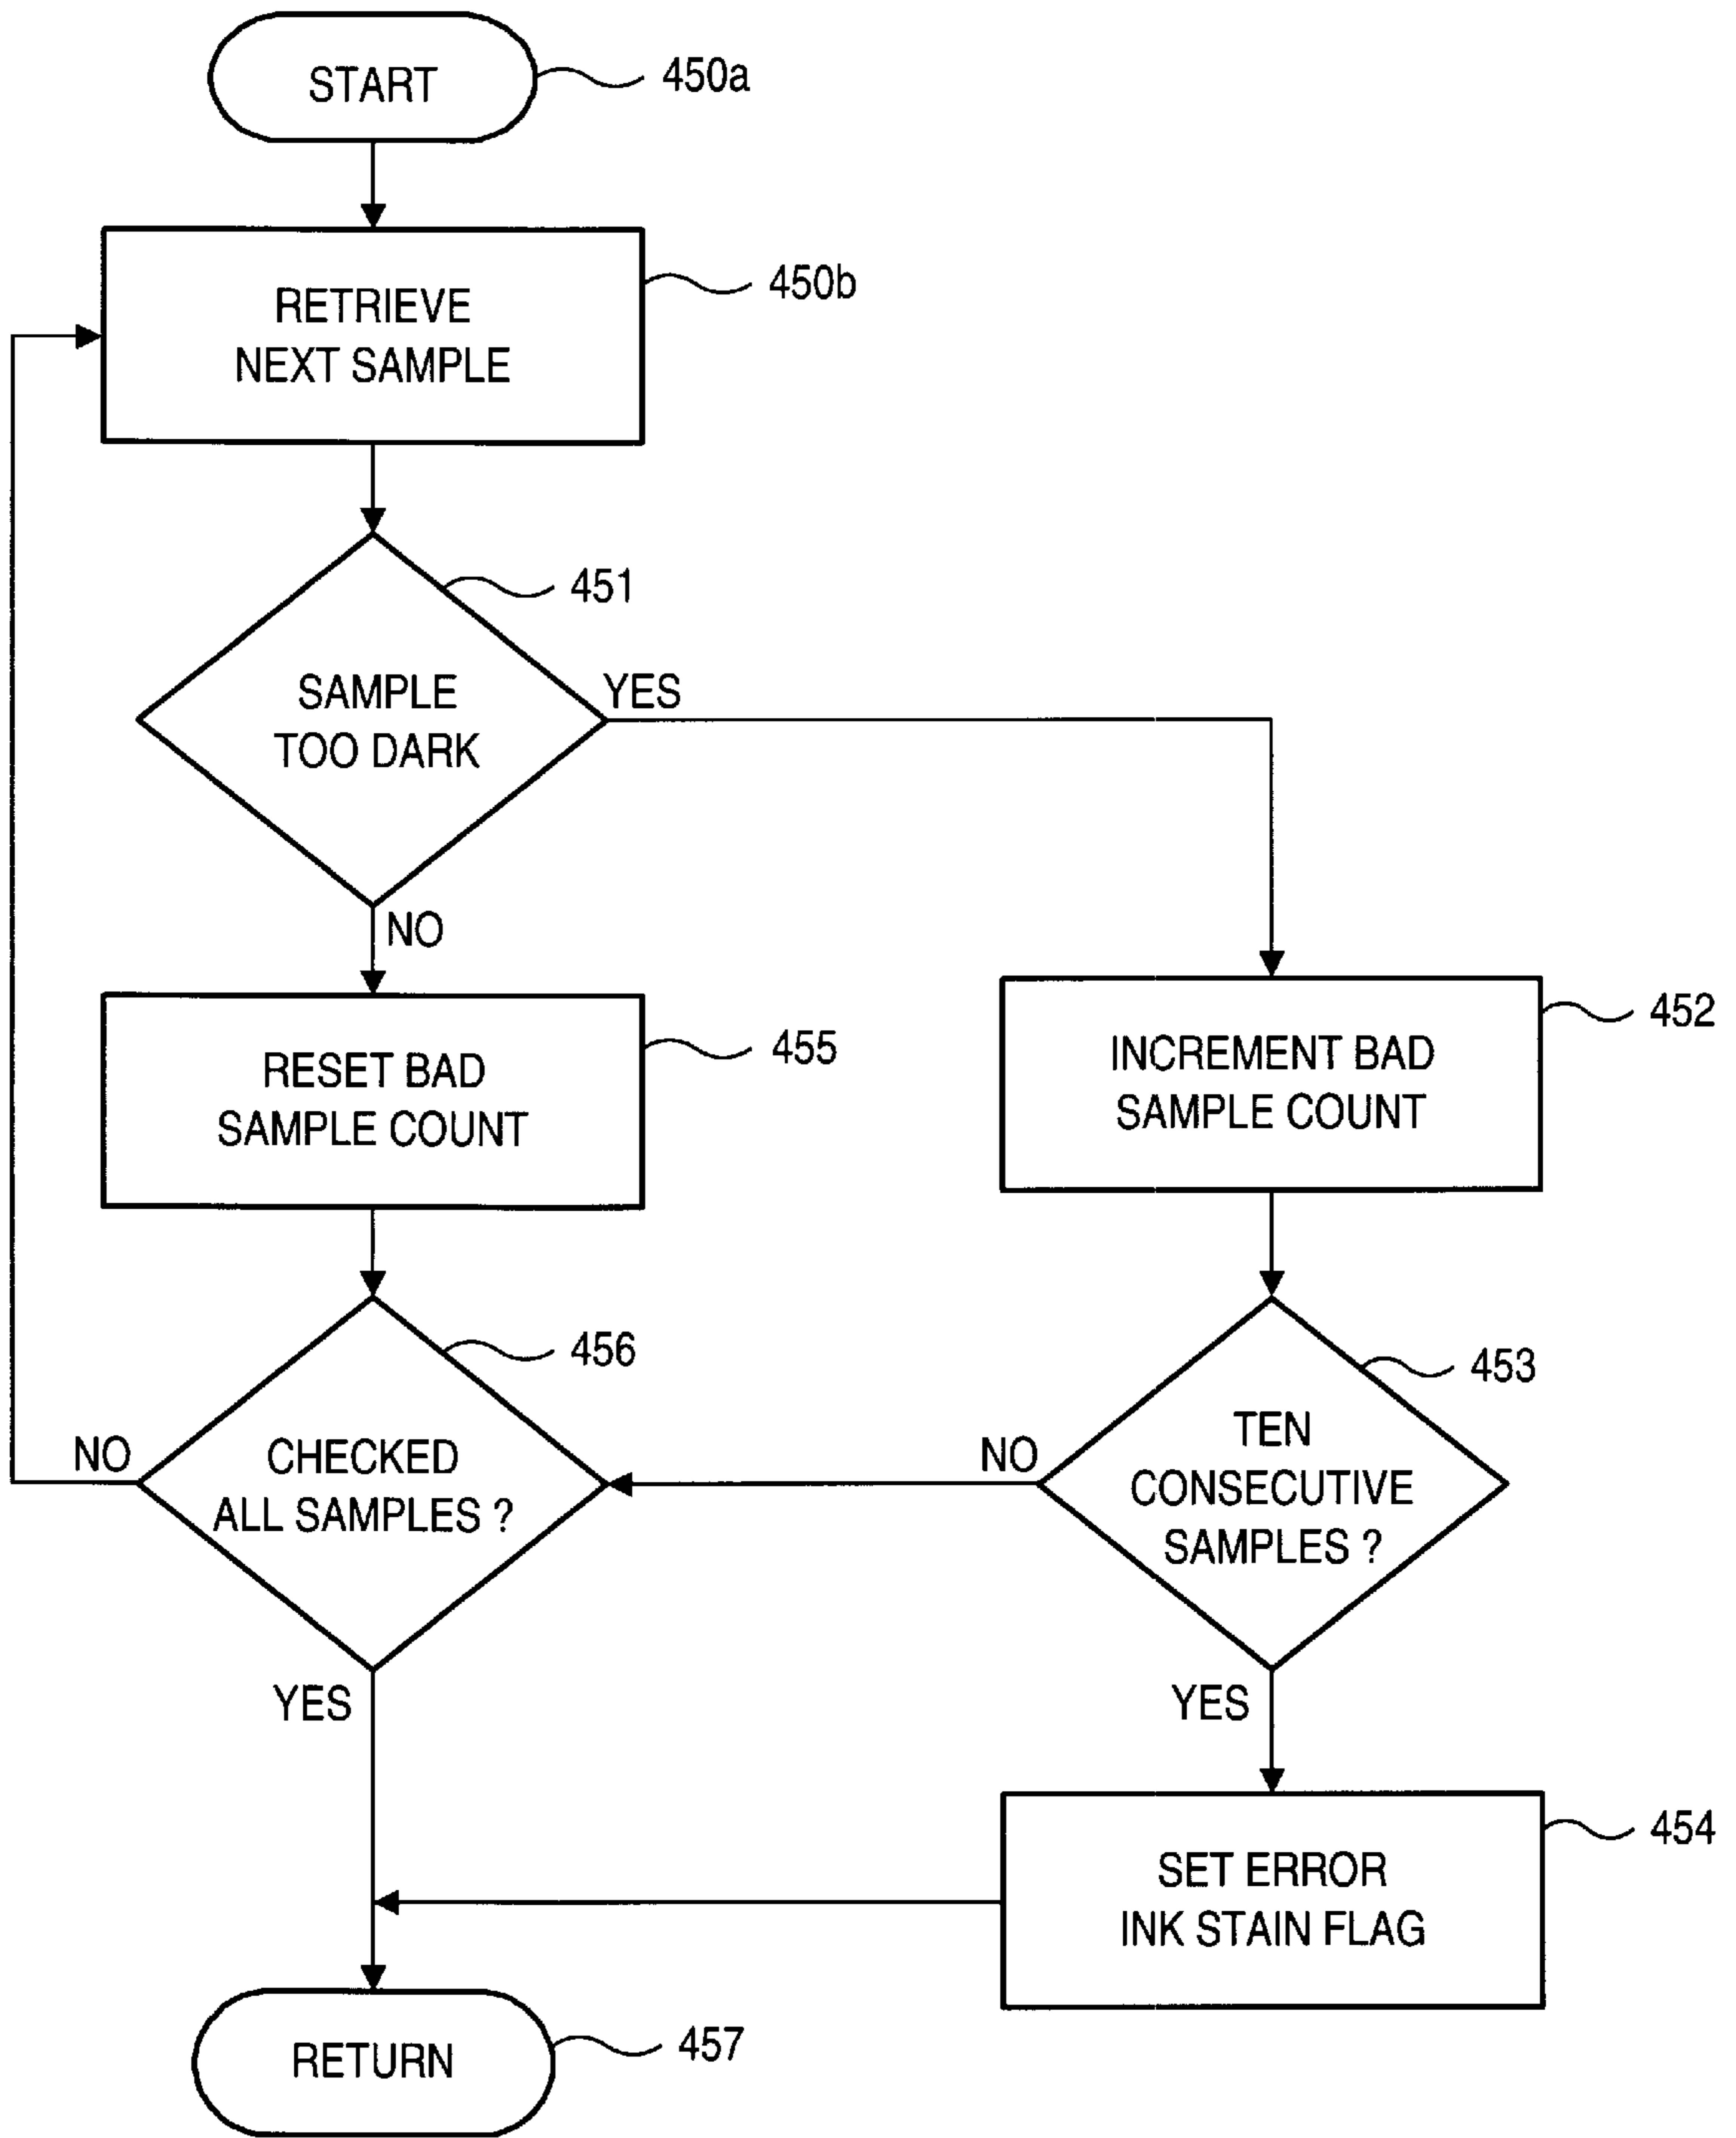 START
450a
RETRIEVE
NEXT SAMPLE
450b
451
SAMPLE
TOO DARK
YES
NO
RESET BAD
SAMPLE COUNT
455
INCREMENT BAD
SAMPLE COUNT
452
456
CHECKED
ALL SAMPLES ?
NO
YES
453
TEN
CONSECUTIVE
SAMPLES ?
NO
YES
SET ERROR
INK STAIN FLAG
454
RETURN
457